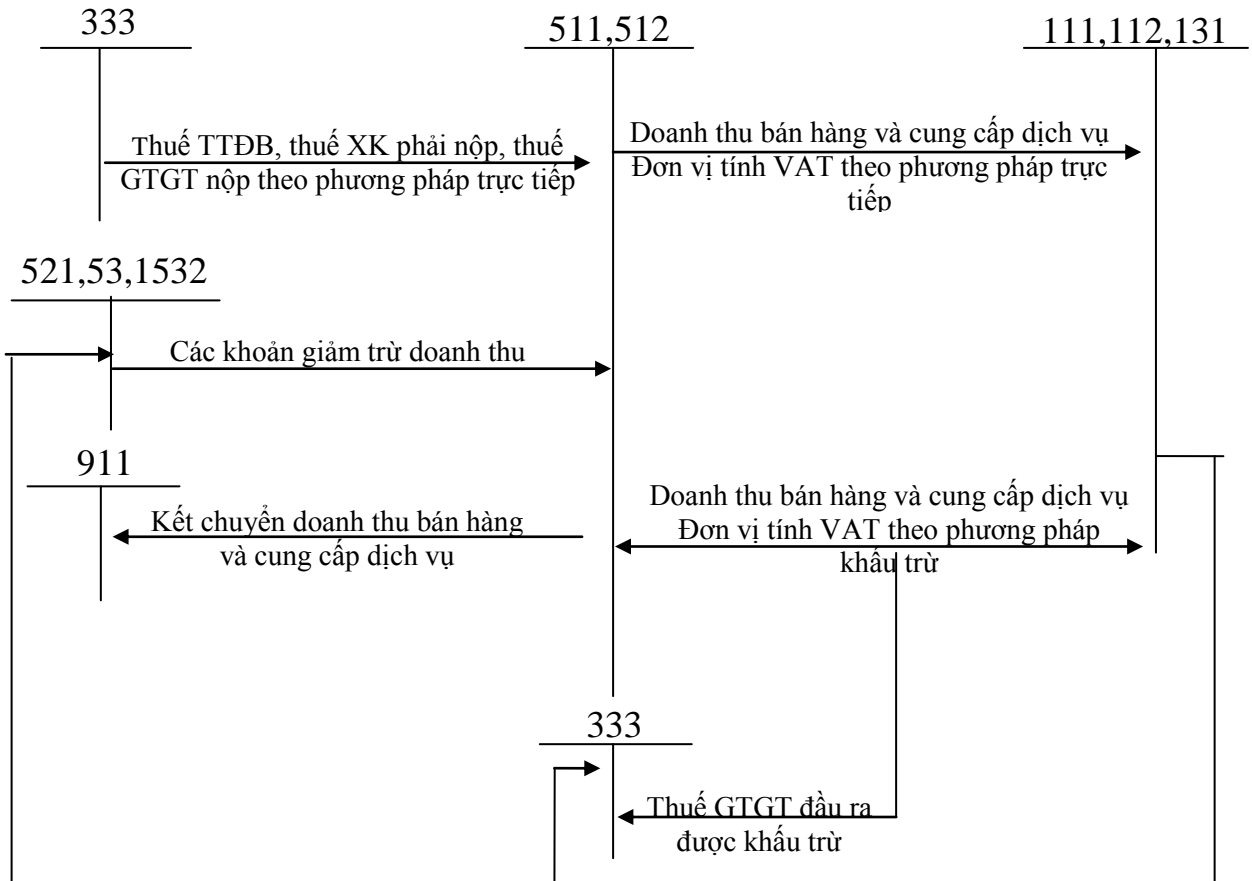 333
511,512
111,112,131
Thuế TTĐB, thuế XK phải nộp, thuế
GTGT nộp theo phương pháp trực tiếp
Doanh thu bán hàng và cung cấp dịch vụ
Đơn vị tính VAT theo phương pháp trực
tiếp
521,53,1532
Các khoản giảm trừ doanh thu
911
Kết chuyển doanh thu bán hàng
và cung cấp dịch vụ
Doanh thu bán hàng và cung cấp dịch vụ
Đơn vị tính VAT theo phương pháp
khấu trừ
333
Thuế GTGT đầu ra
được khấu trừ